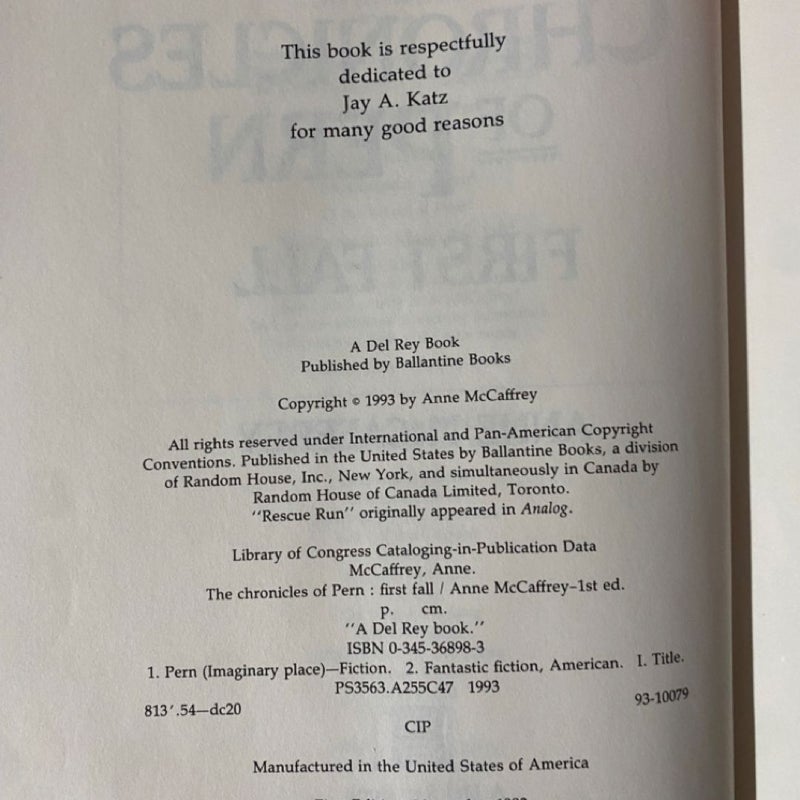 This book is respectfully
dedicated to
Jay A. Katz
for many good reasons
A Del Rey Book
Published by Ballantine Books
Copyright © 1993 by Anne McCaffrey
All rights reserved under International and Pan-American Copyright
Conventions. Published in the United States by Ballantine Books, a division
of Random House, Inc., New York, and simultaneously in Canada by
Random House of Canada Limited, Toronto.
"Rescue Run" originally appeared in Analog.
Library of Congress Cataloging-in-Publication Data
McCaffrey, Anne.
The chronicles of Pern : first fall / Anne McCaffrey–1st ed.
p. cm.
"A Del Rey book."
ISBN 0-345-36898-3
1. Pern (Imaginary place)—Fiction. 2. Fantastic fiction, American. I. Title.
PS3563.A255C47 1993
813'.54—dc20 93-10079
CIP
Manufactured in the United States of America